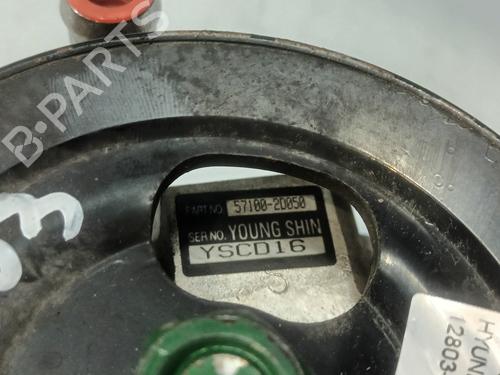 B-PARTS
PART NO 57100-2D050
SER NO. YOUNG SHIN
YSCD16
HYUN
12803